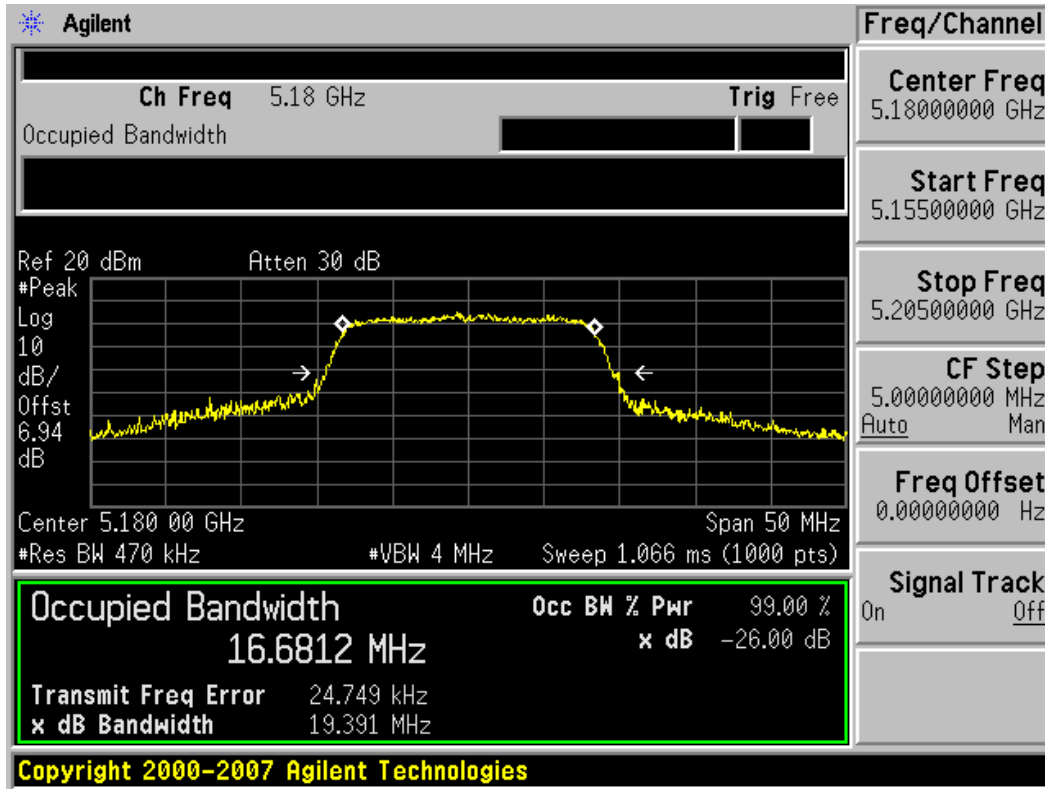 Agilent
Ch Freq 5.18 GHz Trig Free
Occupied Bandwidth
Ref 20 dBm Atten 30 dB
#Peak
Log
10
dB/
Offst
6.94
dB
Center 5.180 00 GHz Span 50 MHz
#Res BW 470 kHz #VBW 4 MHz Sweep 1.066 ms (1000 pts)
Occupied Bandwidth Occ BW % Pwr 99.00 %
16.6812 MHz x dB -26.00 dB
Transmit Freq Error 24.749 kHz
x dB Bandwidth 19.391 MHz
Copyright 2000-2007 Agilent Technologies
Freq/Channel
Center Freq
5.18000000 GHz
Start Freq
5.15500000 GHz
Stop Freq
5.20500000 GHz
CF Step
5.00000000 MHz
Auto Man
Freq Offset
0.00000000 Hz
Signal Track
On Off